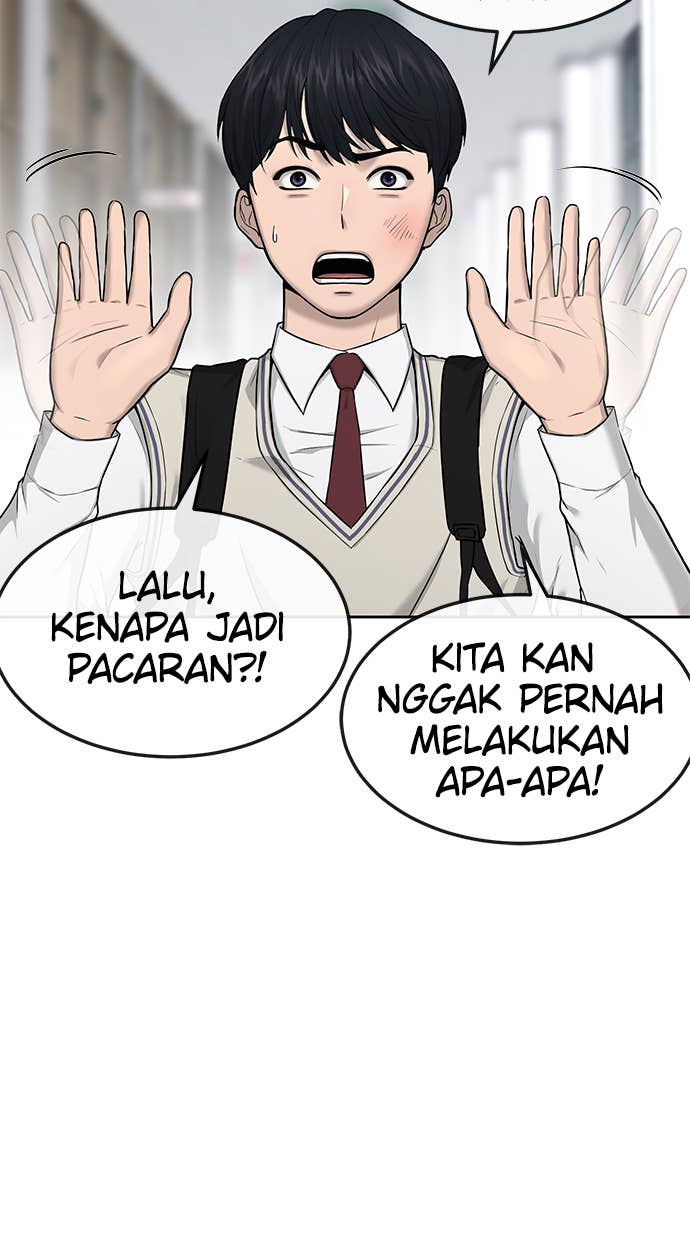 LALU,
KENAPA JADI
PACARAN?!
KITA KAN
NGGAK PERNAH
MELAKUKAN
APA-APA!